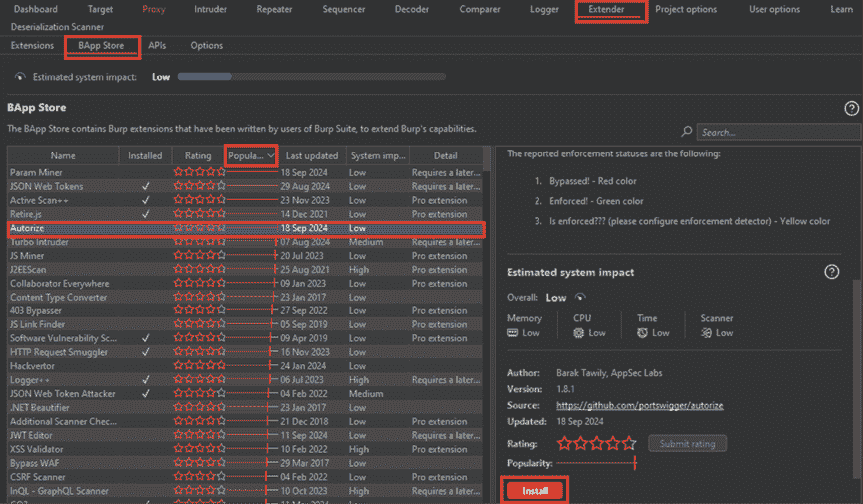 Dashboard Target Proxy Intruder Repeater Sequencer Decoder Comparer Logger Extender Project options User options Learn
Deserialization Scanner
Extensions BApp Store APIs Options
Estimated system impact: Low
BApp Store
The BApp Store contains Burp extensions that have been written by users of Burp Suite, to extend Burp's capabilities.
Search...
Name Installed Rating Popula... Last updated System imp... Detail
Param Miner 18 Sep 2024 Low Requires a later...
JSON Web Tokens ✓ 29 Aug 2024 Low Requires a later...
Active Scan++ ✓ 23 Nov 2023 Low Pro extension
Retire.js ✓ 14 Dec 2021 Low Pro extension
Autorize 18 Sep 2024 Low
Turbo Intruder 07 Aug 2024 Medium Requires a later...
JS Miner 20 Jul 2023 Low Pro extension
J2EEScan 25 Aug 2021 High Pro extension
Collaborator Everywhere 09 Jan 2023 Low Pro extension
Content Type Converter 23 Jan 2017 Low
403 Bypasser 27 Sep 2022 Low Pro extension
JS Link Finder 05 Sep 2019 Low Pro extension
Software Vulnerability Sc... ✓ 09 Apr 2019 Low Pro extension
HTTP Request Smuggler ✓ 16 Nov 2023 Low
Hackvertor 24 Jan 2024 Low
Logger++ ✓ 06 Jul 2023 High Requires a later...
JSON Web Token Attacker ✓ 04 Feb 2022 Medium
.NET Beautifier 23 Jan 2017 Low
Additional Scanner Chec... 21 Dec 2018 Low Pro extension
JWT Editor 11 Sep 2024 Low Requires a later...
XSS Validator 10 Feb 2022 High Pro extension
Bypass WAF 29 Mar 2017 Low
CSRF Scanner 04 Feb 2022 Low Pro extension
InQL - GraphQL Scanner 10 Oct 2023 High Requires a later...
The reported enforcement statuses are the following:
1. Bypassed! - Red color
2. Enforced! - Green color
3. Is enforced??? (please configure enforcement detector) - Yellow color
Estimated system impact
Overall: Low
Memory CPU Time Scanner
Low Low Low Low
Author: Barak Tawily, AppSec Labs
Version: 1.8.1
Source: https://github.com/portswigger/autorize
Updated: 18 Sep 2024
Rating: Submit rating
Popularity:
Install